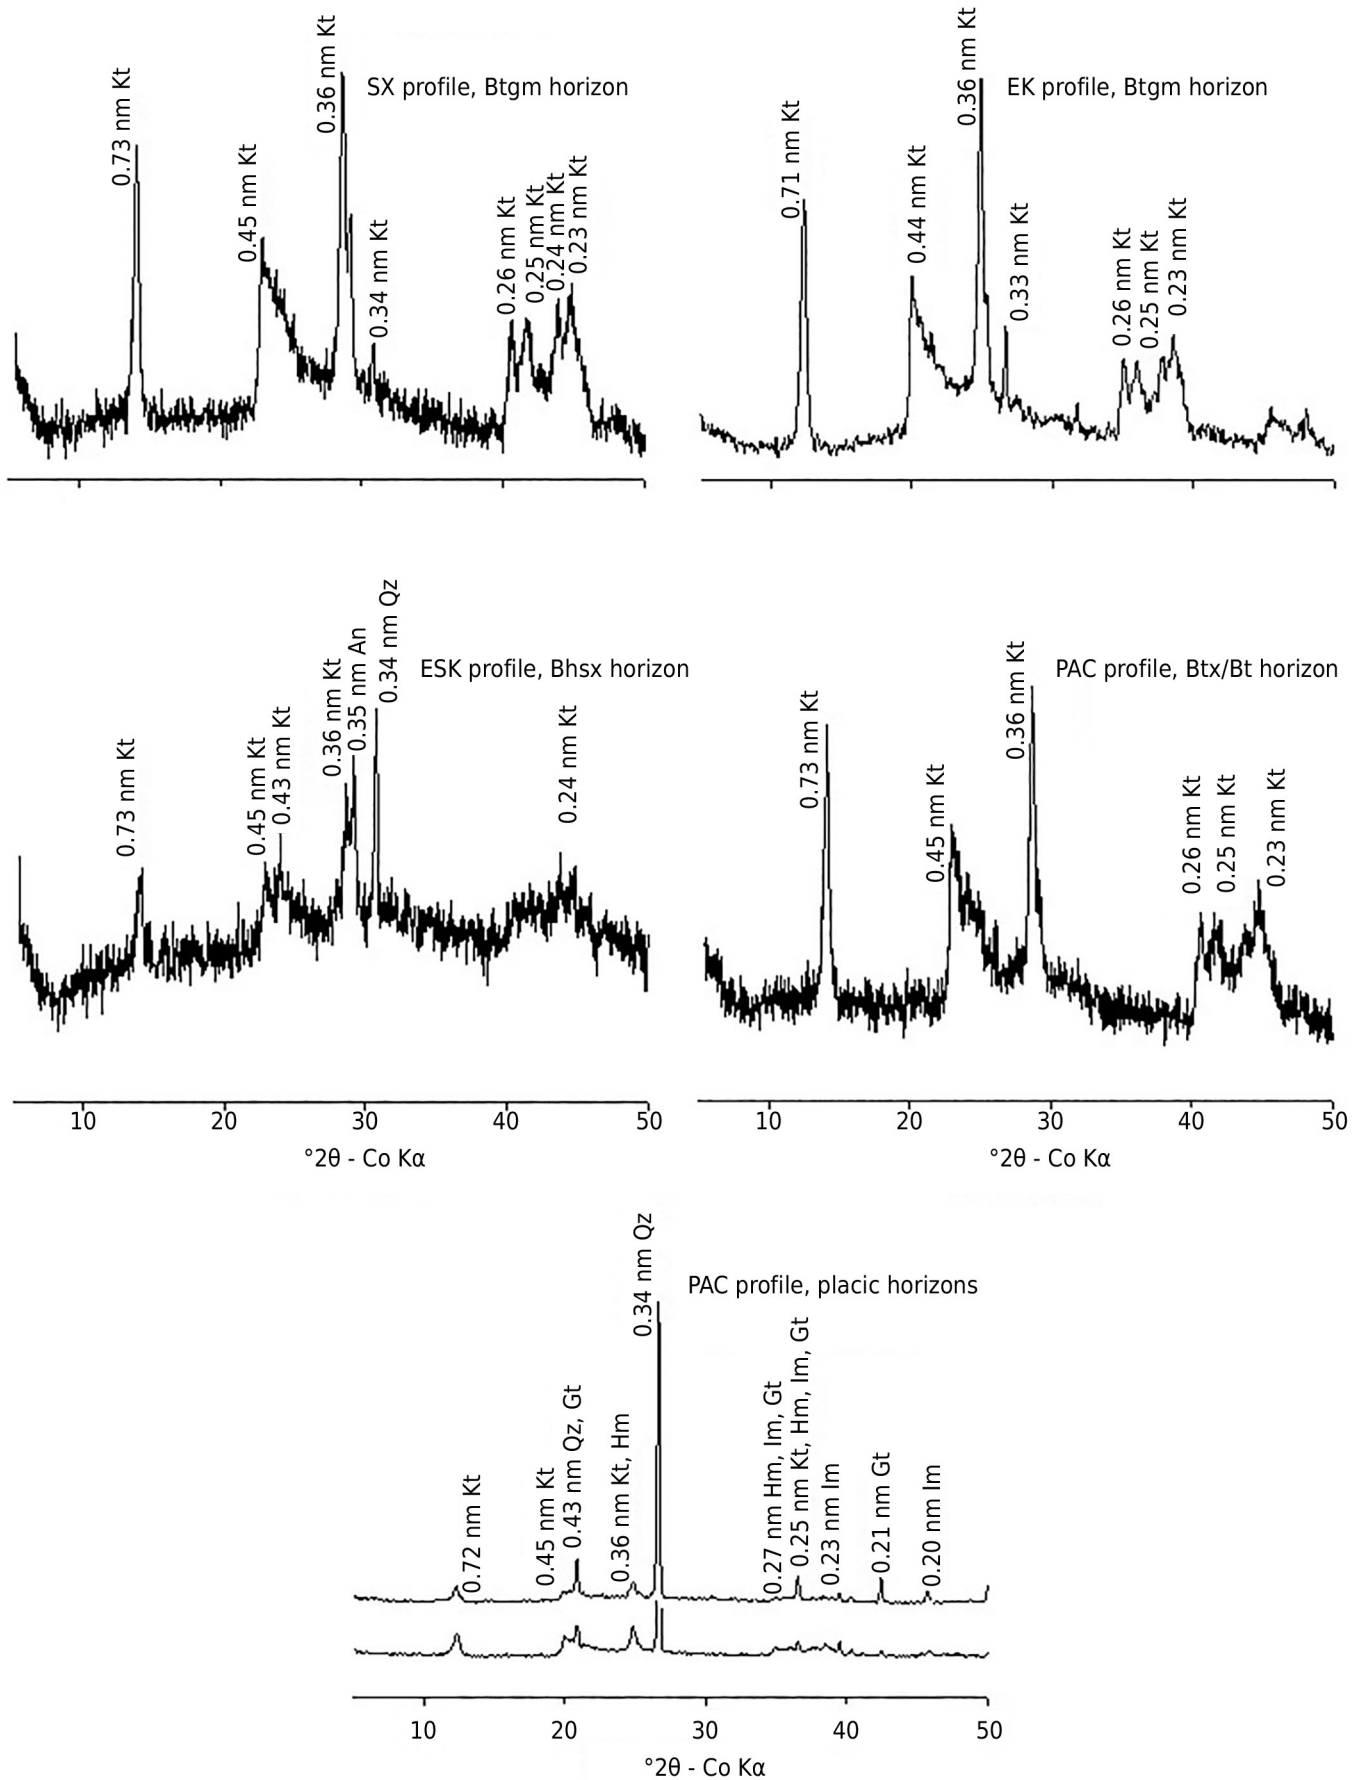 0.73 nm Kt
0.45 nm Kt
0.36 nm Kt
0.34 nm Kt
0.26 nm Kt
0.25 nm Kt
0.24 nm Kt
0.23 nm Kt
SX profile, Btgm horizon
0.71 nm Kt
0.44 nm Kt
0.36 nm Kt
0.33 nm Kt
0.26 nm Kt
0.25 nm Kt
0.23 nm Kt
EK profile, Btgm horizon
0.73 nm Kt
0.45 nm Kt
0.43 nm Kt
0.36 nm Kt
0.35 nm An
0.34 nm Qz
0.24 nm Kt
ESK profile, Bhsx horizon
10 20 30 40 50
°2θ - Co Kα
0.73 nm Kt
0.45 nm Kt
0.36 nm Kt
0.26 nm Kt
0.25 nm Kt
0.23 nm Kt
PAC profile, Btx/Bt horizon
10 20 30 40 50
°2θ - Co Kα
0.72 nm Kt
0.45 nm Kt
0.43 nm Qz, Gt
0.36 nm Kt, Hm
0.34 nm Qz
0.27 nm Hm, Im, Gt
0.25 nm Kt, Hm, Im, Gt
0.23 nm Im
0.21 nm Gt
0.20 nm Im
PAC profile, placic horizons
10 20 30 40 50
°2θ - Co Kα